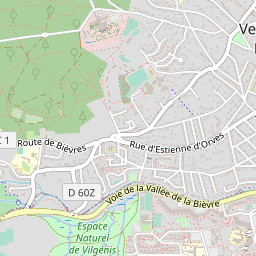 Ve
C 1
Route de Bièvres
Rue d'Estienne d'Orves
D 60Z
Voie de la Vallée de la Bièvre
Espace
Naturel
de Vilgénis